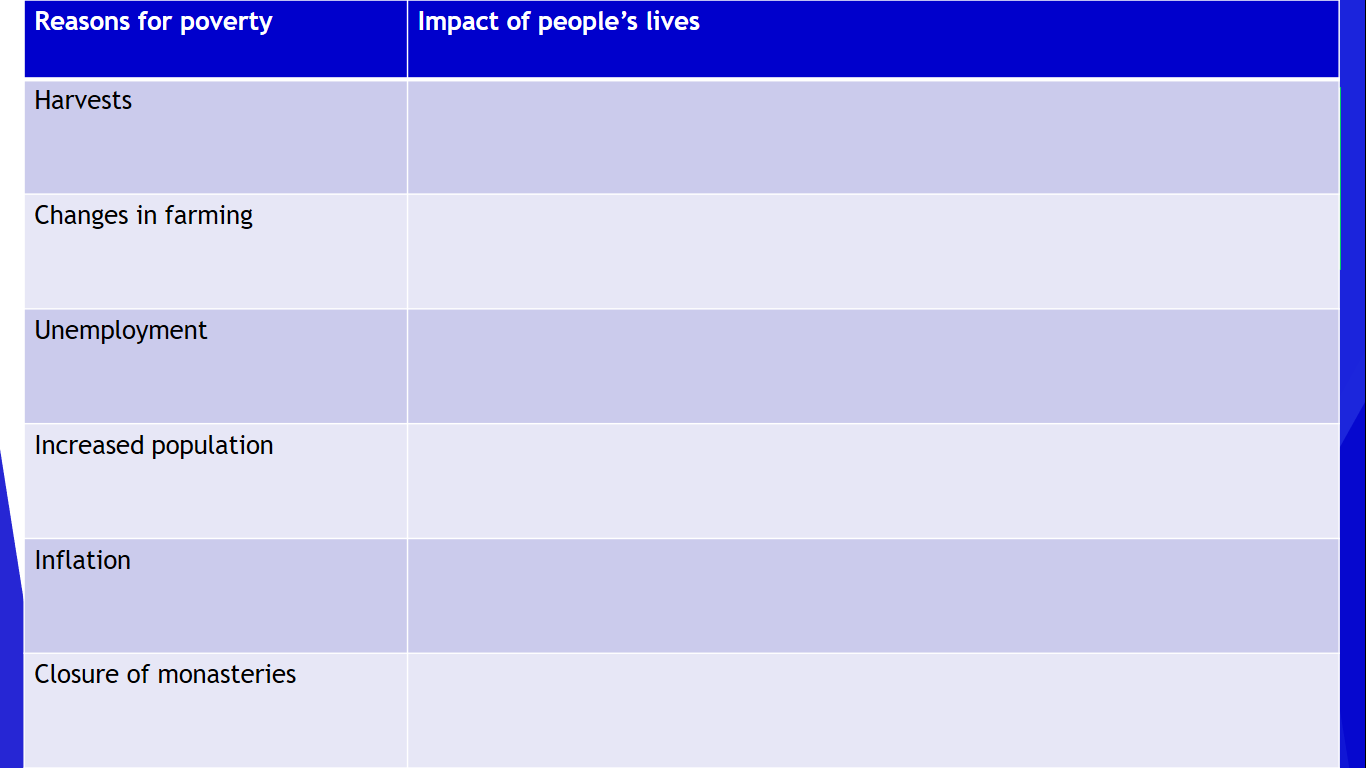 Reasons for poverty
Impact of people’s lives
Harvests
Changes in farming
Unemployment
Increased population
Inflation
Closure of monasteries